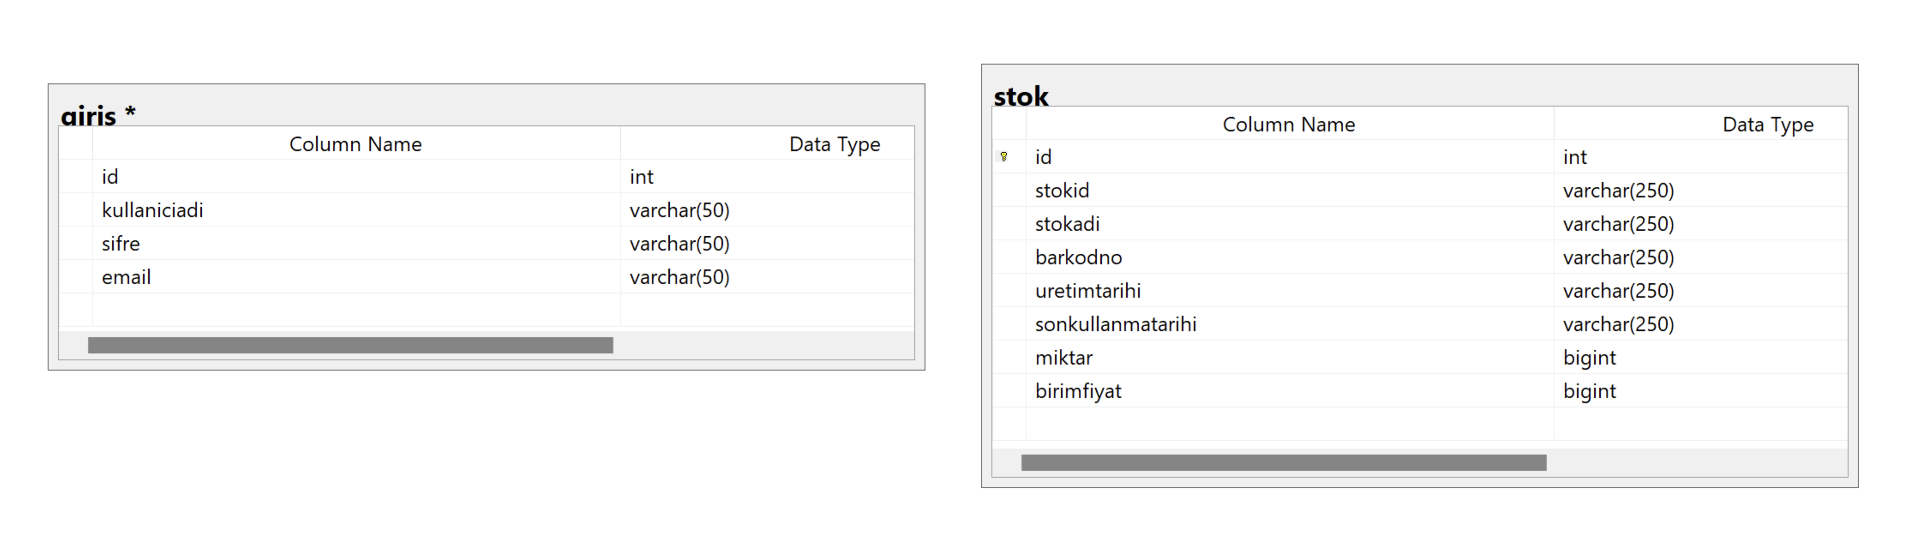 giris *
Column Name Data Type
id int
kullaniciadi varchar(50)
sifre varchar(50)
email varchar(50)
stok
Column Name Data Type
id int
stokid varchar(250)
stokadi varchar(250)
barkodno varchar(250)
uretimtarihi varchar(250)
sonkullanmatarihi varchar(250)
miktar bigint
birimfiyat bigint